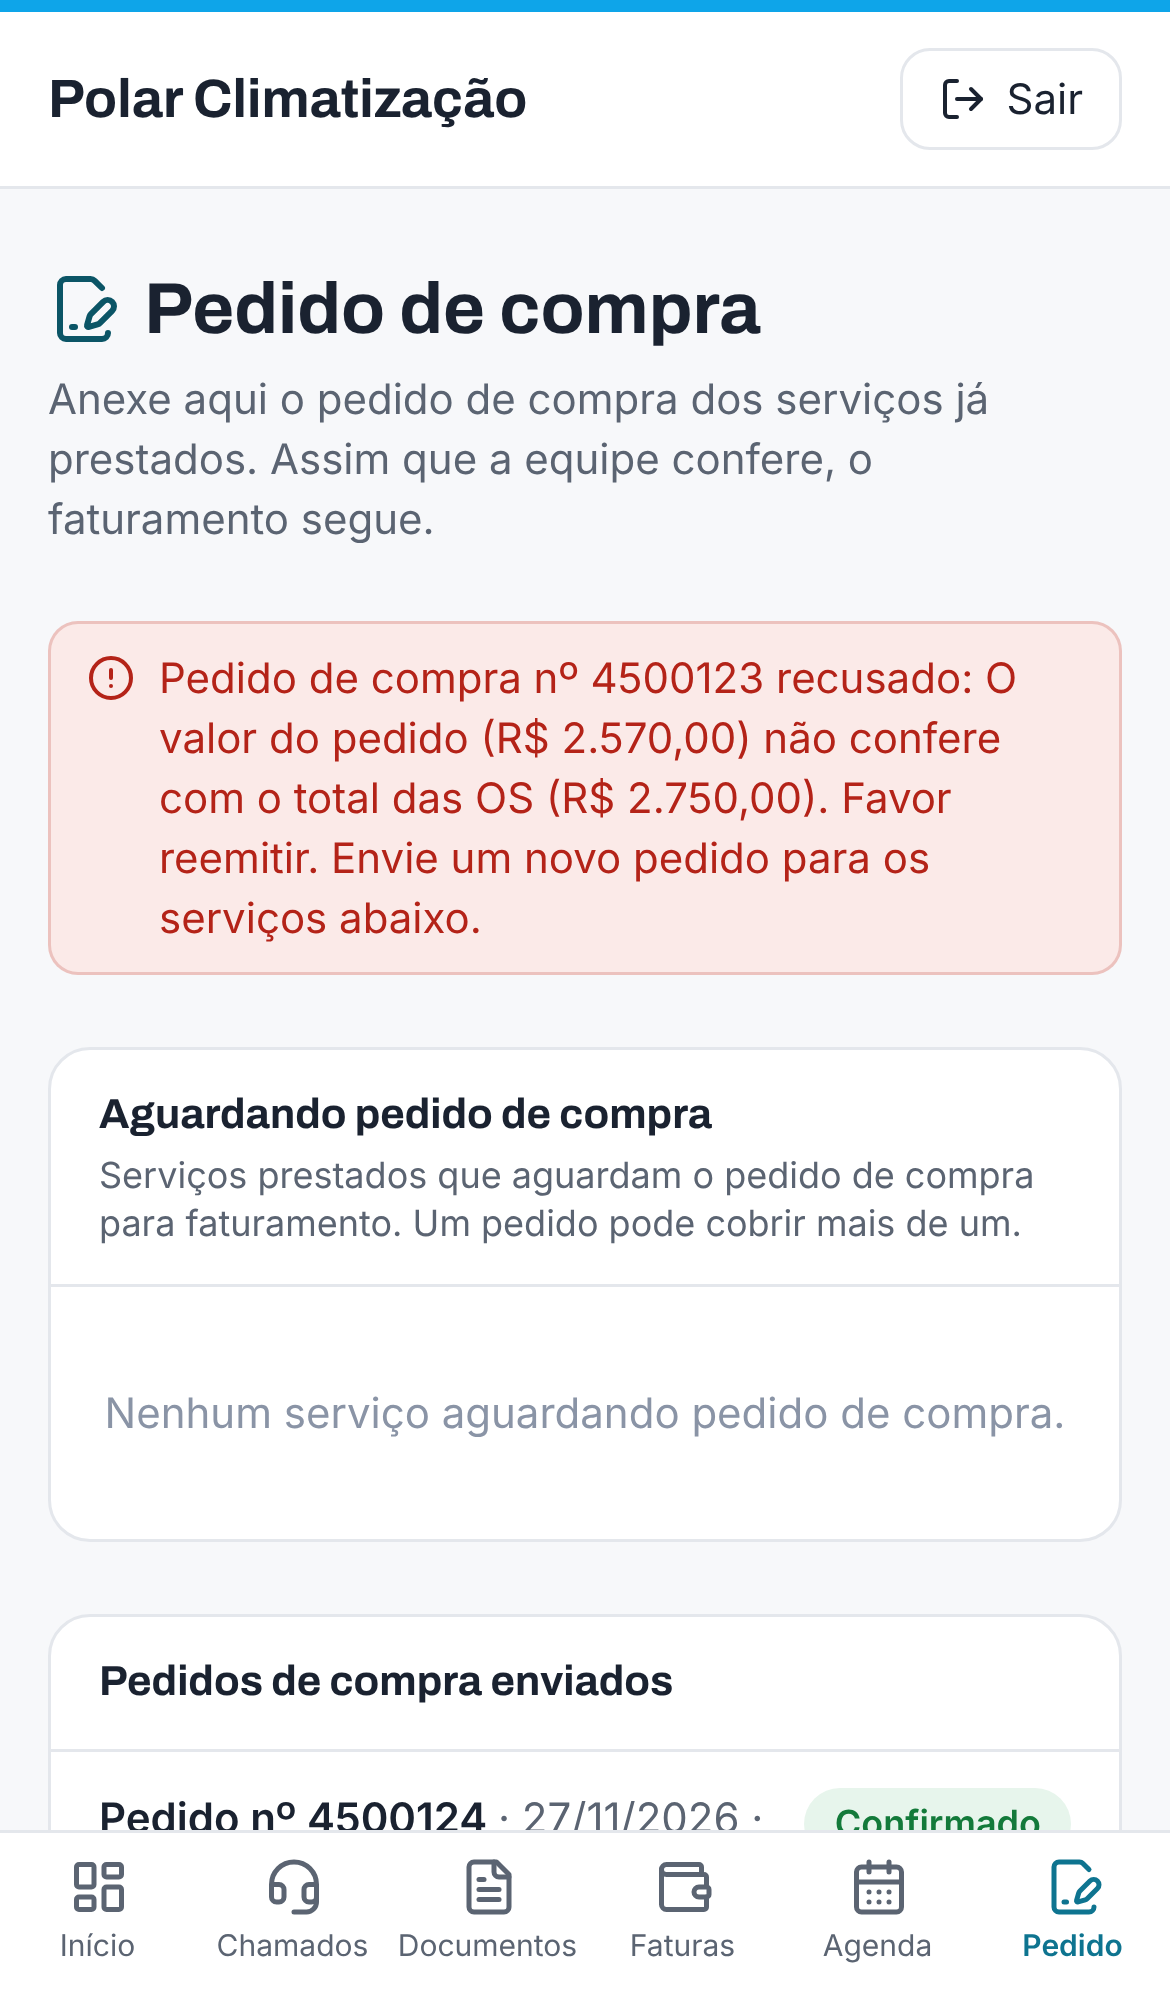 Polar Climatização
Sair
Pedido de compra
Anexe aqui o pedido de compra dos serviços já
prestados. Assim que a equipe confere, o
faturamento segue.
Pedido de compra nº 4500123 recusado: O
valor do pedido (R$ 2.570,00) não confere
com o total das OS (R$ 2.750,00). Favor
reemitir. Envie um novo pedido para os
serviços abaixo.
Aguardando pedido de compra
Serviços prestados que aguardam o pedido de compra
para faturamento. Um pedido pode cobrir mais de um.
Nenhum serviço aguardando pedido de compra.
Pedidos de compra enviados
Pedido nº 4500124 · 27/11/2026 ·
Confirmado
Início
Chamados
Documentos
Faturas
Agenda
Pedido